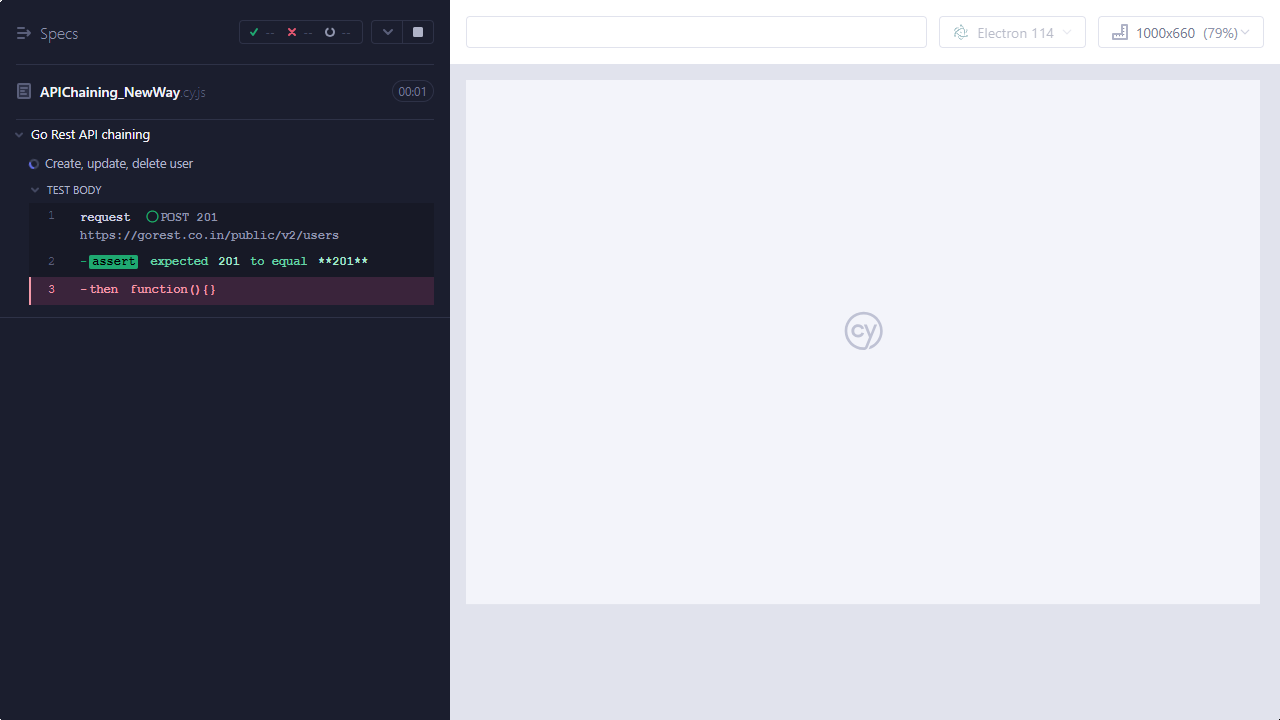 Specs
-- -- --
Electron 114
1000x660 (79%)
APIChaining_NewWay.cy.js
00:01
Go Rest API chaining
Create, update, delete user
TEST BODY
1 request POST 201
https://gorest.co.in/public/v2/users
2 -assert expected 201 to equal **201**
3 -then function(){}
cy